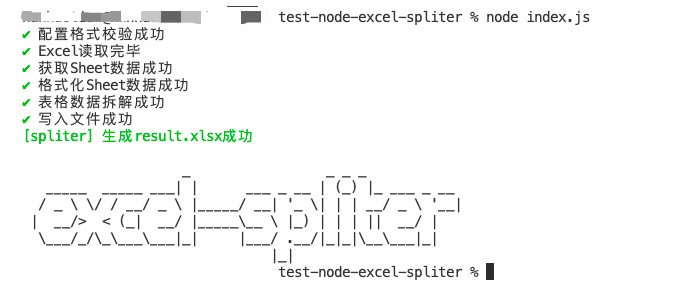 test-node-excel-spliter % node index.js
✔ 配置格式校验成功
✔ Excel读取完毕
✔ 获取Sheet数据成功
✔ 格式化Sheet数据成功
✔ 表格数据拆解成功
✔ 写入文件成功
[spliter] 生成result.xlsx成功
excel-spliter
test-node-excel-spliter %